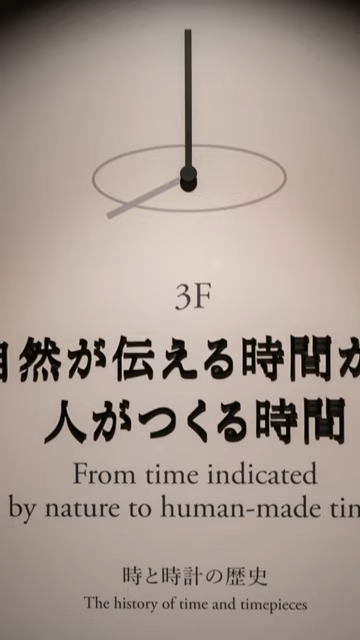 3F
自然が伝える時間か
人がつくる時間
From time indicated
by nature to human-made tim
時と時計の歴史
The history of time and timepieces